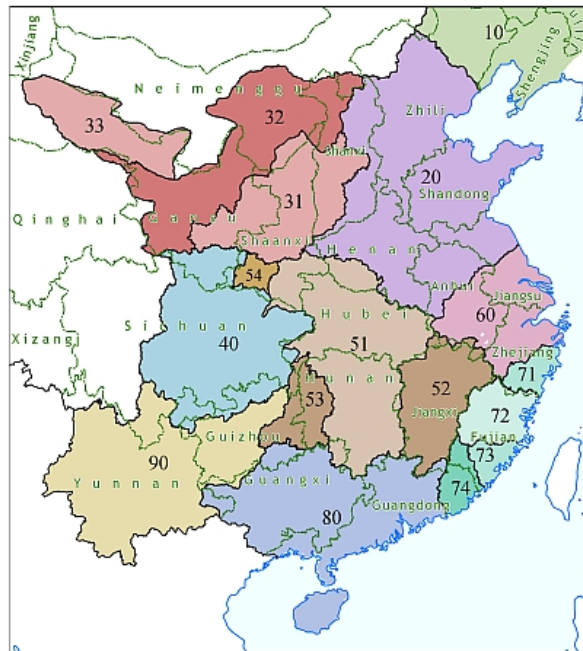 10
Xinjiang
Shengjing
Neimenggu
Zhili
33
32
Shanxi
20
Shandong
31
Qinghai
Gansu
Shaanxi
Henan
54
Anhui
Jiangsu
60
Xizang
Sichuan
Hubei
40
51
Zhejiang
71
Hunan
52
53
Jiangxi
72
Fujian
Guizhou
73
90
Yunnan
Guangxi
74
80
Guangdong